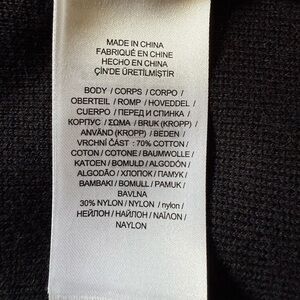 MADE IN CHINA
FABRIQUÉ EN CHINE
HECHO EN CHINA
ÇİN'DE ÜRETİLMİŞTİR
BODY / CORPS / CORPO /
OBERTEIL / ROMP / HOVEDDEL /
CUERPO / ПЕРЕД И СПИНКА /
КОРПУС / ΣΩΜΑ / BRUK (KROPP) /
ANVÄND (KROPP) / BEDEN /
VRCHNÍ ČÁST : 70% COTTON /
COTON / COTONE / BAUMWOLLE /
KATOEN / BOMULD / ALGODÓN /
ALGODÃO / ХЛОПОК / ПАМУК /
BAMBAKI / BOMULL / PAMUK /
BAVLNA
30% NYLON / NYLON / nylon /
НЕЙЛОН / НАЙЛОН / ΝΑΪΛΟΝ /
NAYLON